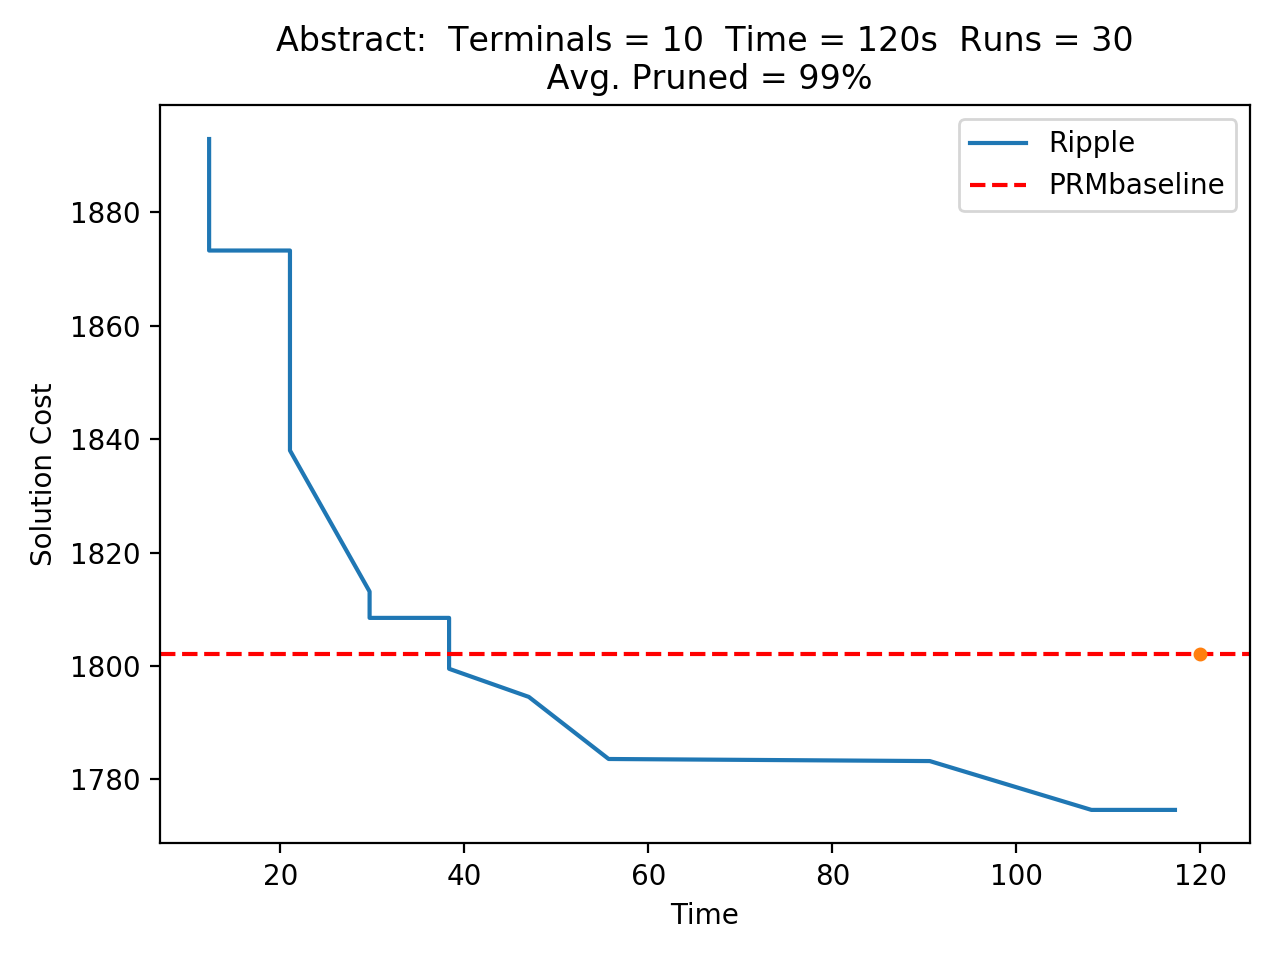 Abstract:  Terminals = 10  Time = 120s  Runs = 30
Avg. Pruned = 99%
Ripple
PRMbaseline
Solution Cost
1880
1860
1840
1820
1800
1780
20 40 60 80 100 120
Time